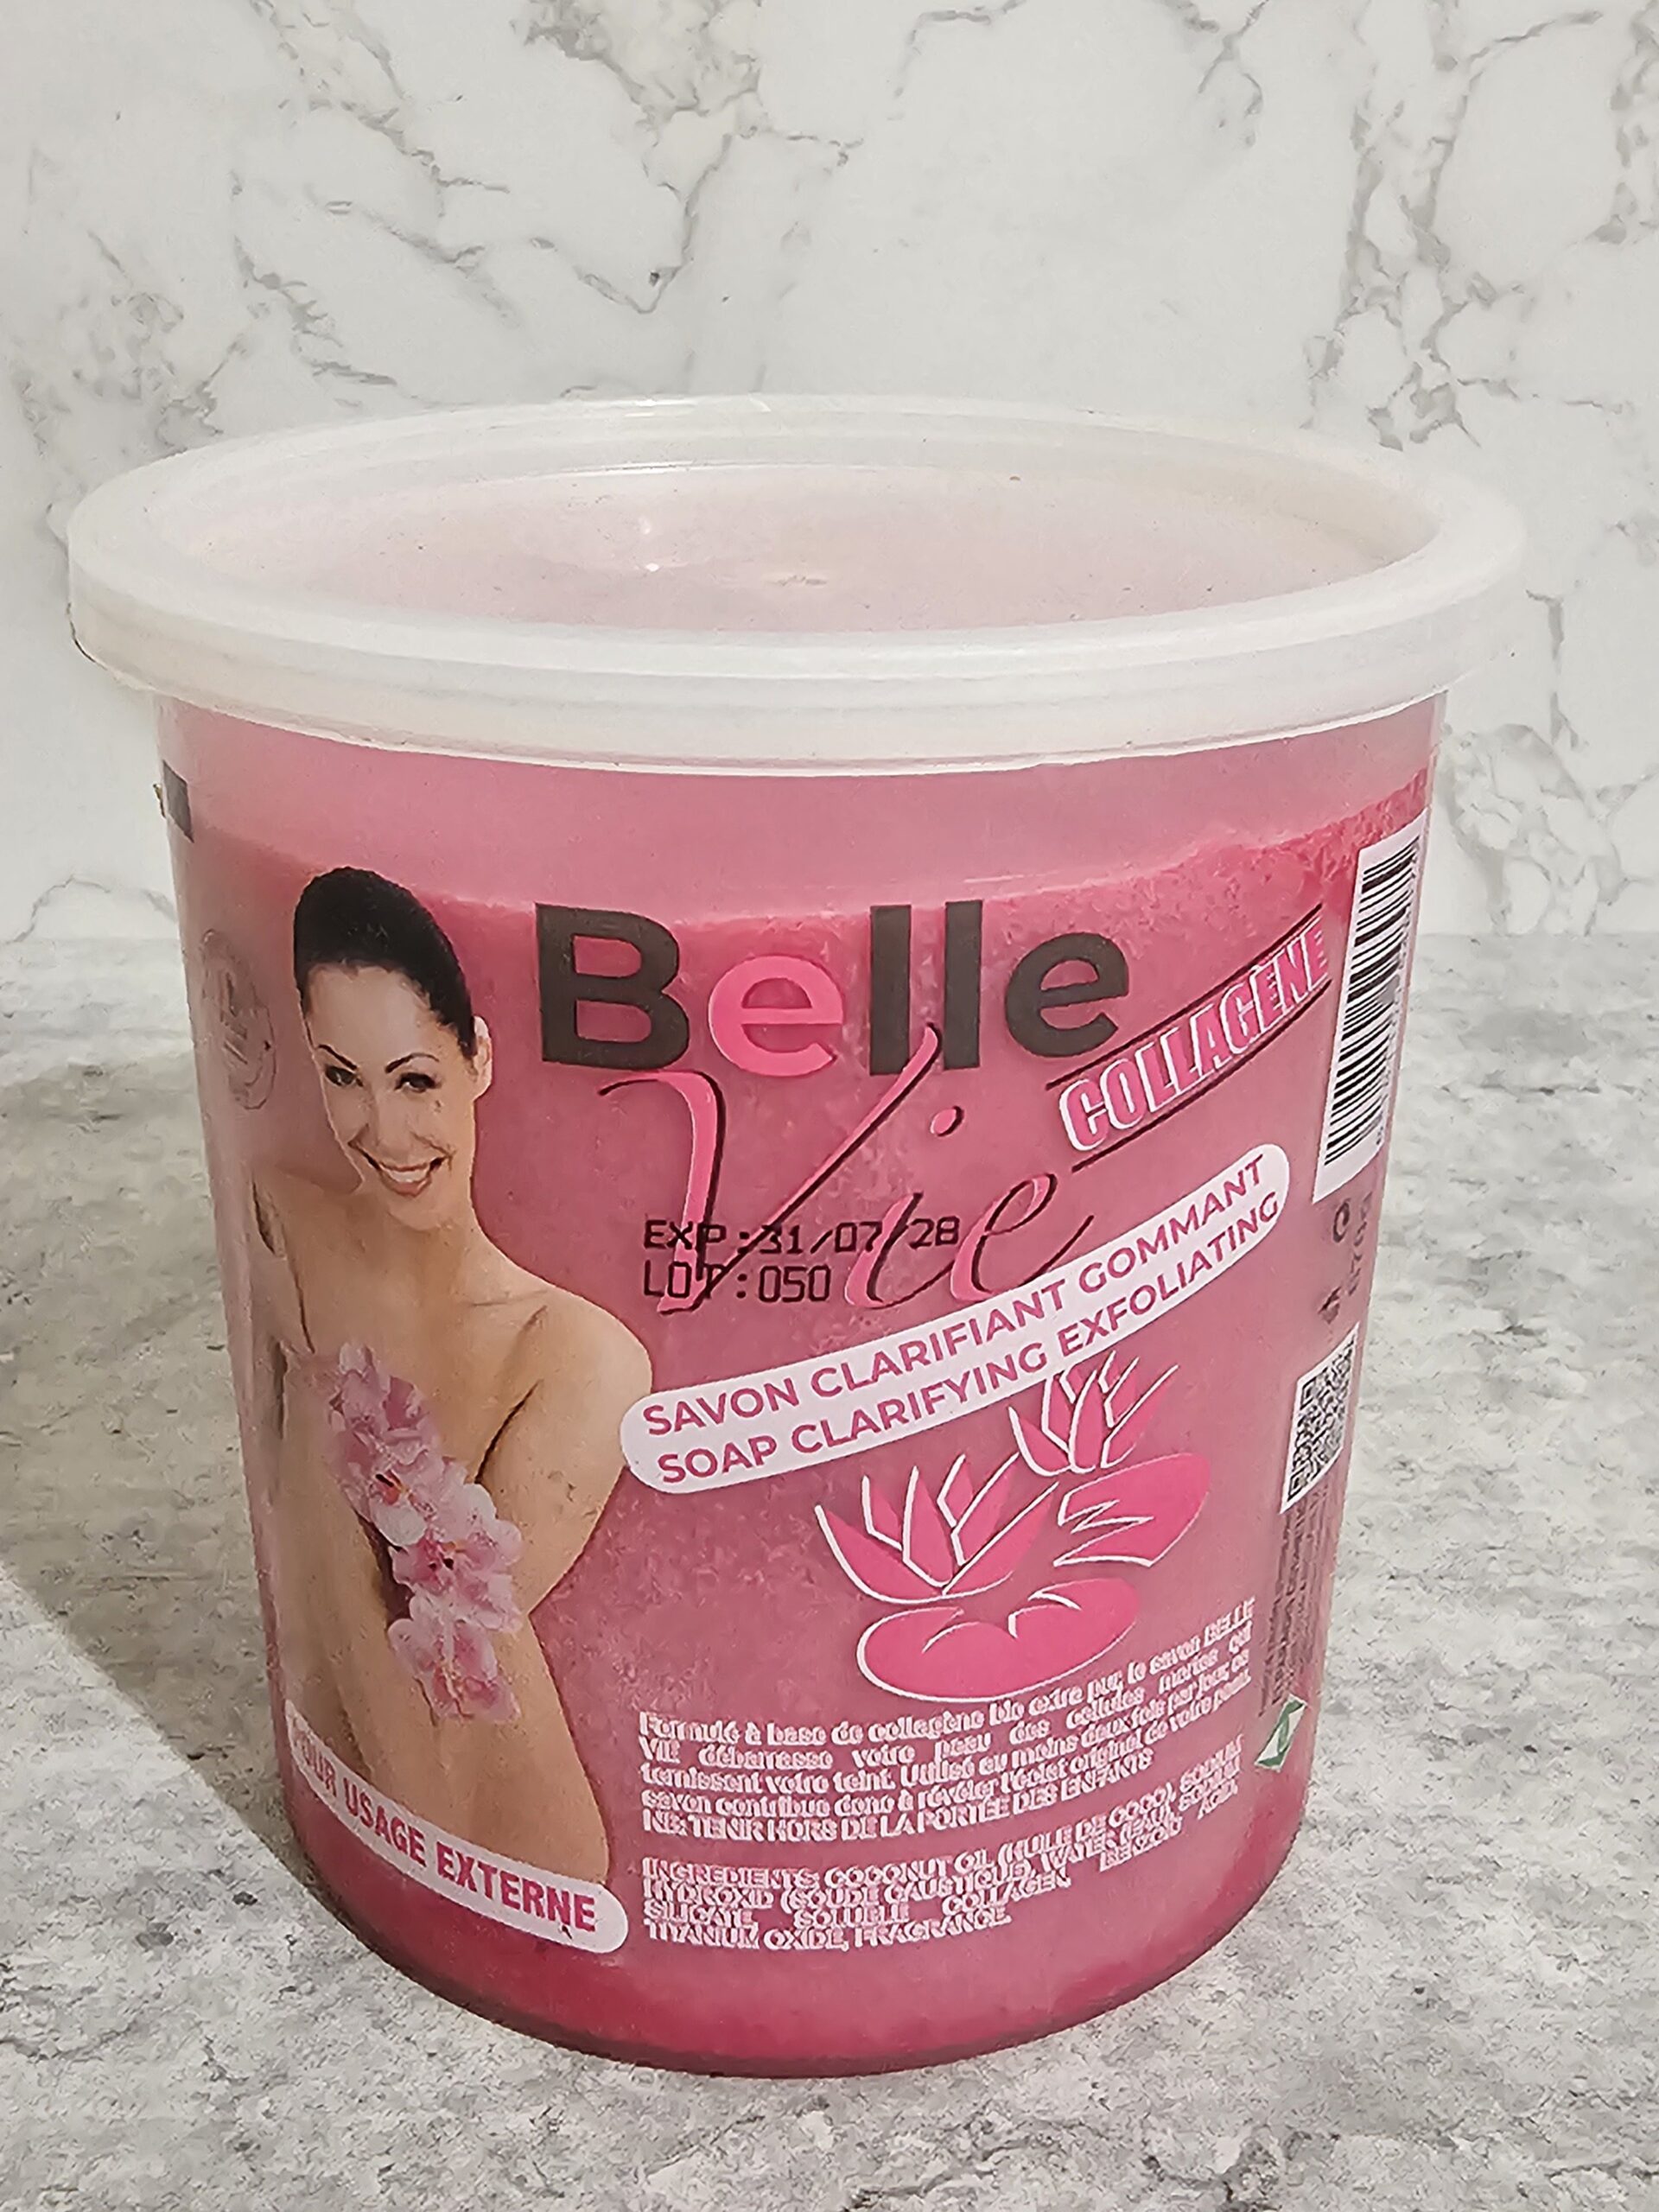 Belle
Vie
COLLAGÈNE
EXP:31/07/28
LOT:050
SAVON CLARIFIANT GOMMANT
SOAP CLARIFYING EXFOLIATING
Formulé à base de collagène bio extra pur, le savon BELLE
VIE débarrasse votre peau des cellules mortes qui
ternissent votre teint. Utilisé au moins deux fois par jour, ce
savon contribue donc à révéler l'éclat originel de votre peau.
NB: TENIR HORS DE LA PORTÉE DES ENFANTS
INGREDIENTS: COCONUT OIL (HUILE DE COCO), SODIUM
HYDROXID (SOUDE CAUSTIQUE), WATER (EAU), SODIUM
SILICATE, SOLUBLE COLLAGEN, BENZOIC ACID,
TITANIUM OXIDE, FRAGRANCE.
POUR USAGE EXTERNE